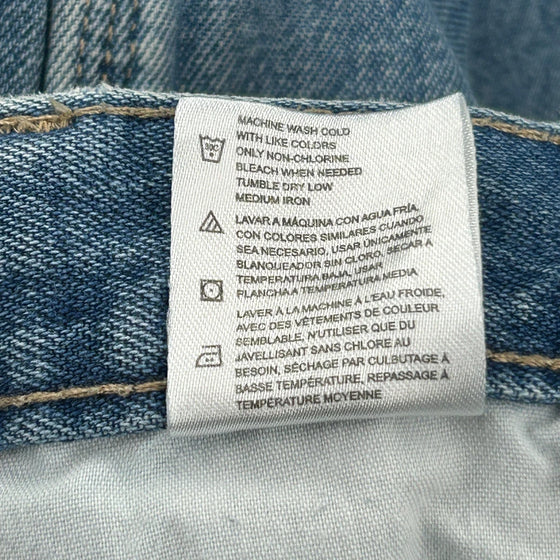 MACHINE WASH COLD
WITH LIKE COLORS
ONLY NON-CHLORINE
BLEACH WHEN NEEDED
TUMBLE DRY LOW
MEDIUM IRON
LAVAR A MÁQUINA CON AGUA FRÍA,
CON COLORES SIMILARES CUANDO
SEA NECESARIO, USAR ÚNICAMENTE
BLANQUEADOR SIN CLORO, SECAR A
TEMPERATURA BAJA, USAR
PLANCHA A TEMPERATURA MEDIA
LAVER À LA MACHINE À L'EAU FROIDE,
AVEC DES VÊTEMENTS DE COULEUR
SEMBLABLE, N'UTILISER QUE DU
JAVELLISANT SANS CHLORE AU
BESOIN, SÉCHAGE PAR CULBUTAGE À
BASSE TEMPÉRATURE, REPASSAGE À
TEMPÉRATURE MOYENNE
30C